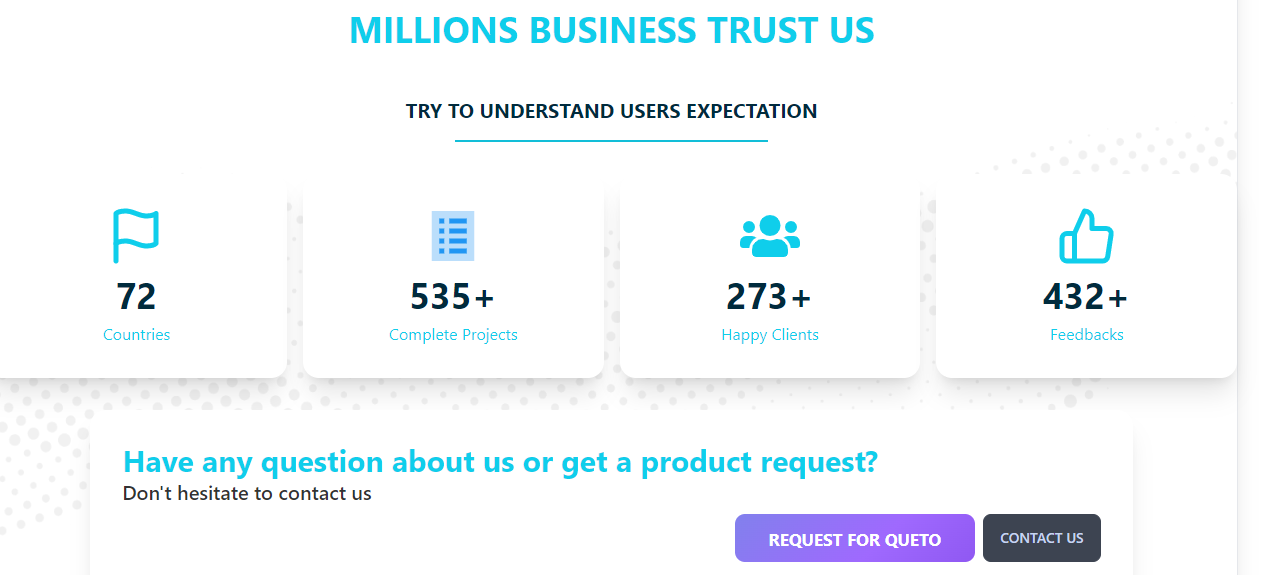 MILLIONS BUSINESS TRUST US
TRY TO UNDERSTAND USERS EXPECTATION
72
Countries
535+
Complete Projects
273+
Happy Clients
432+
Feedbacks
Have any question about us or get a product request?
Don't hesitate to contact us
REQUEST FOR QUETO
CONTACT US